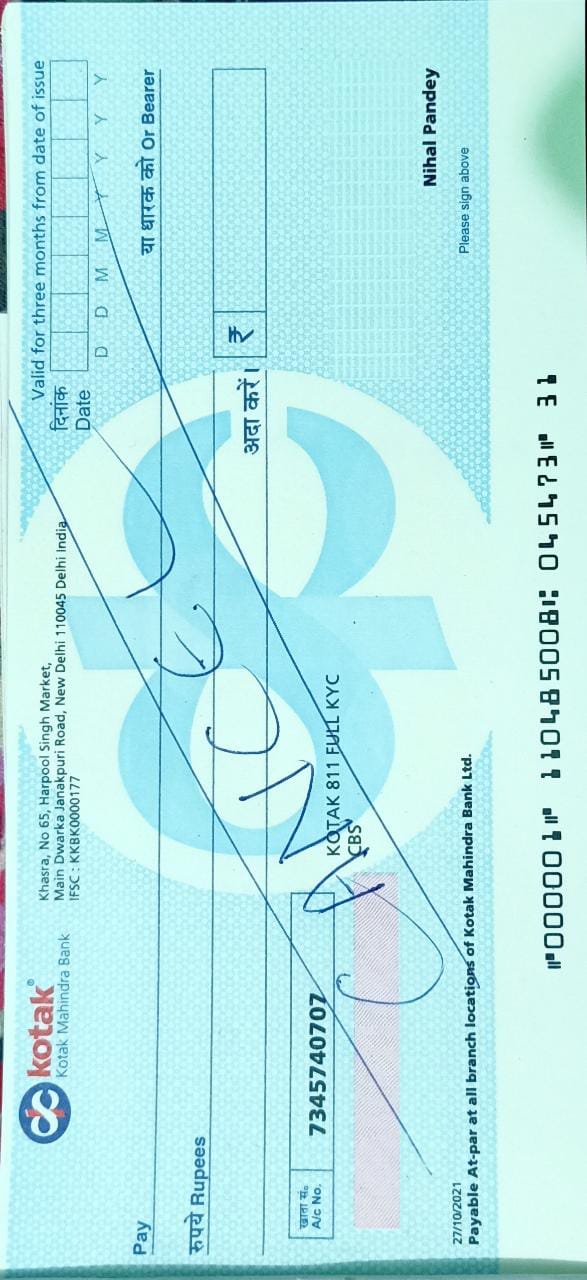 kotak®
Kotak Mahindra Bank
Khasra, No 65, Harpool Singh Market,
Main Dwarka Janakpuri Road, New Delhi 110045 Delhi India
IFSC : KKBK0000177
Valid for three months from date of issue
दिनांक
Date
D D M M Y Y Y Y
Pay
या धारक को Or Bearer
रुपये Rupees
अदा करें।
₹
खाता सं.
A/c No.
7345740707
KOTAK 811 FULL KYC
CBS
CANCEL
Nihal Pandey
Please sign above
27/10/2021
Payable At-par at all branch locations of Kotak Mahindra Bank Ltd.
⑈000001⑈ 110485008⑆ 045473⑈ 31